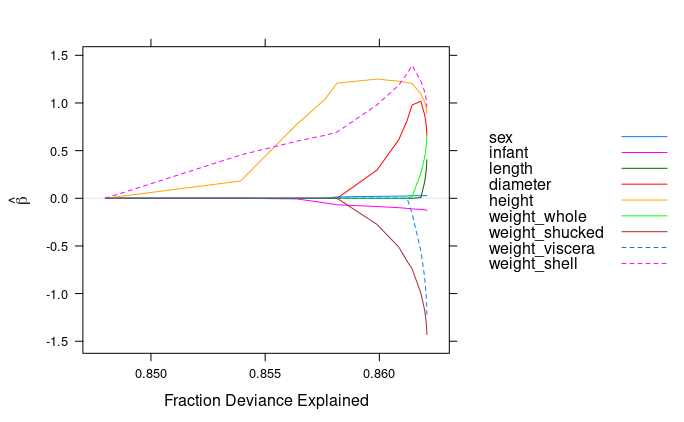 1.5
1.0
0.5
0.0
-0.5
-1.0
-1.5
β̂
0.850 0.855 0.860
Fraction Deviance Explained
sex
infant
length
diameter
height
weight_whole
weight_shucked
weight_viscera
weight_shell